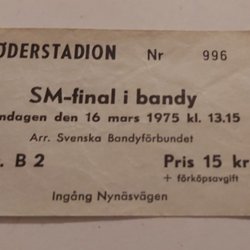 ÖDERSTADION Nr 996
SM-final i bandy
ndagen den 16 mars 1975 kl. 13.15
Arr. Svenska Bandyförbundet
. B 2 Pris 15 kr
+ förköpsavgift
Ingång Nynäsvägen